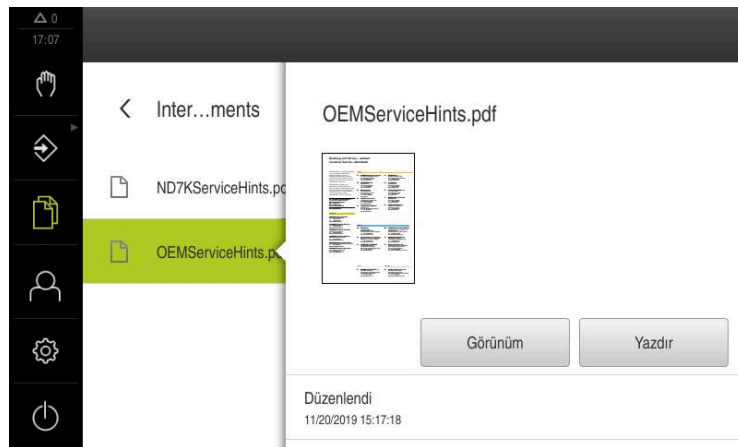 0
17:07
Inter…ments
ND7KServiceHints.pd
OEMServiceHints.pd
OEMServiceHints.pdf
Görünüm
Yazdır
Düzenlendi
11/20/2019 15:17:18